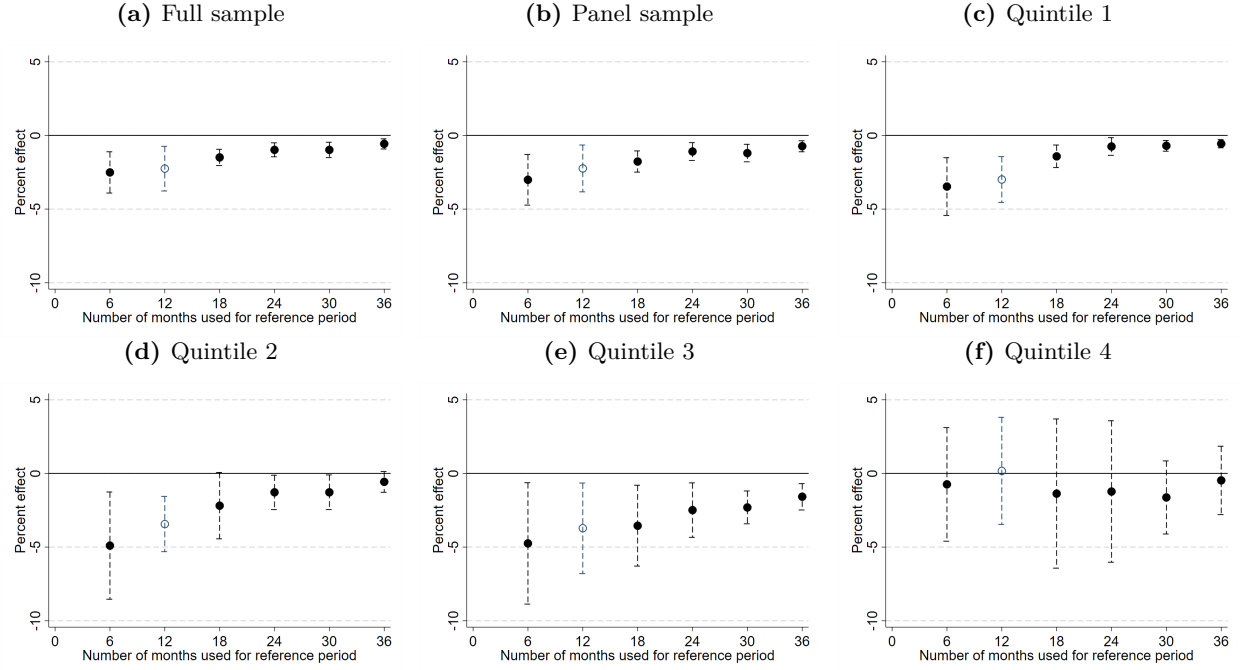 (a) Full sample
(b) Panel sample
(c) Quintile 1
5
0
-5
-10
Percent effect
0 6 12 18 24 30 36
Number of months used for reference period
5
0
-5
-10
Percent effect
0 6 12 18 24 30 36
Number of months used for reference period
5
0
-5
-10
Percent effect
0 6 12 18 24 30 36
Number of months used for reference period
(d) Quintile 2
(e) Quintile 3
(f) Quintile 4
5
0
-5
-10
Percent effect
0 6 12 18 24 30 36
Number of months used for reference period
5
0
-5
-10
Percent effect
0 6 12 18 24 30 36
Number of months used for reference period
5
0
-5
-10
Percent effect
0 6 12 18 24 30 36
Number of months used for reference period